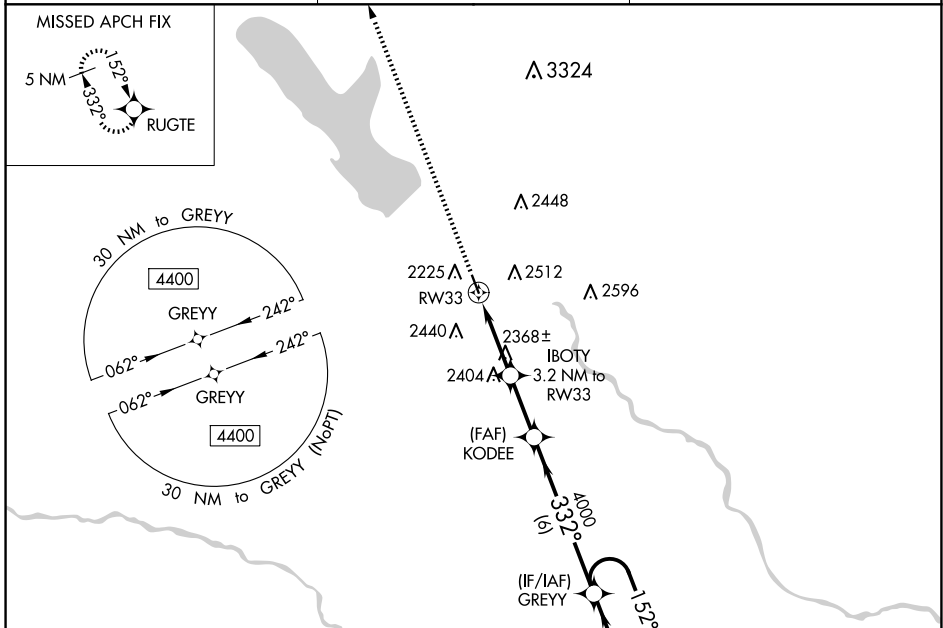 MISSED APCH FIX
5 NM
152°
332°
RUGTE
3324
2448
2225
2512
RW33
2596
2440
2368±
IBOTY
2404
3.2 NM to
RW33
(FAF)
KODEE
4000
332°
(6)
(IF/IAF)
GREYY
152°
30 NM to GREYY
4400
GREYY
242°
062°
242°
062°
GREYY
4400
30 NM to GREYY (NoPT)